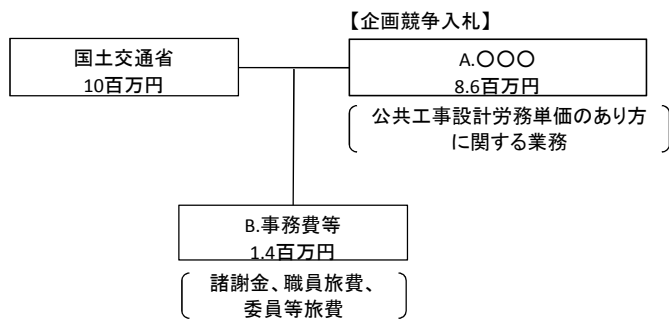 【企画競争入札】
国土交通省
10百万円
A.〇〇〇
8.6百万円
公共工事設計労務単価のあり方
に関する業務
B.事務費等
1.4百万円
諸謝金、職員旅費、
委員等旅費